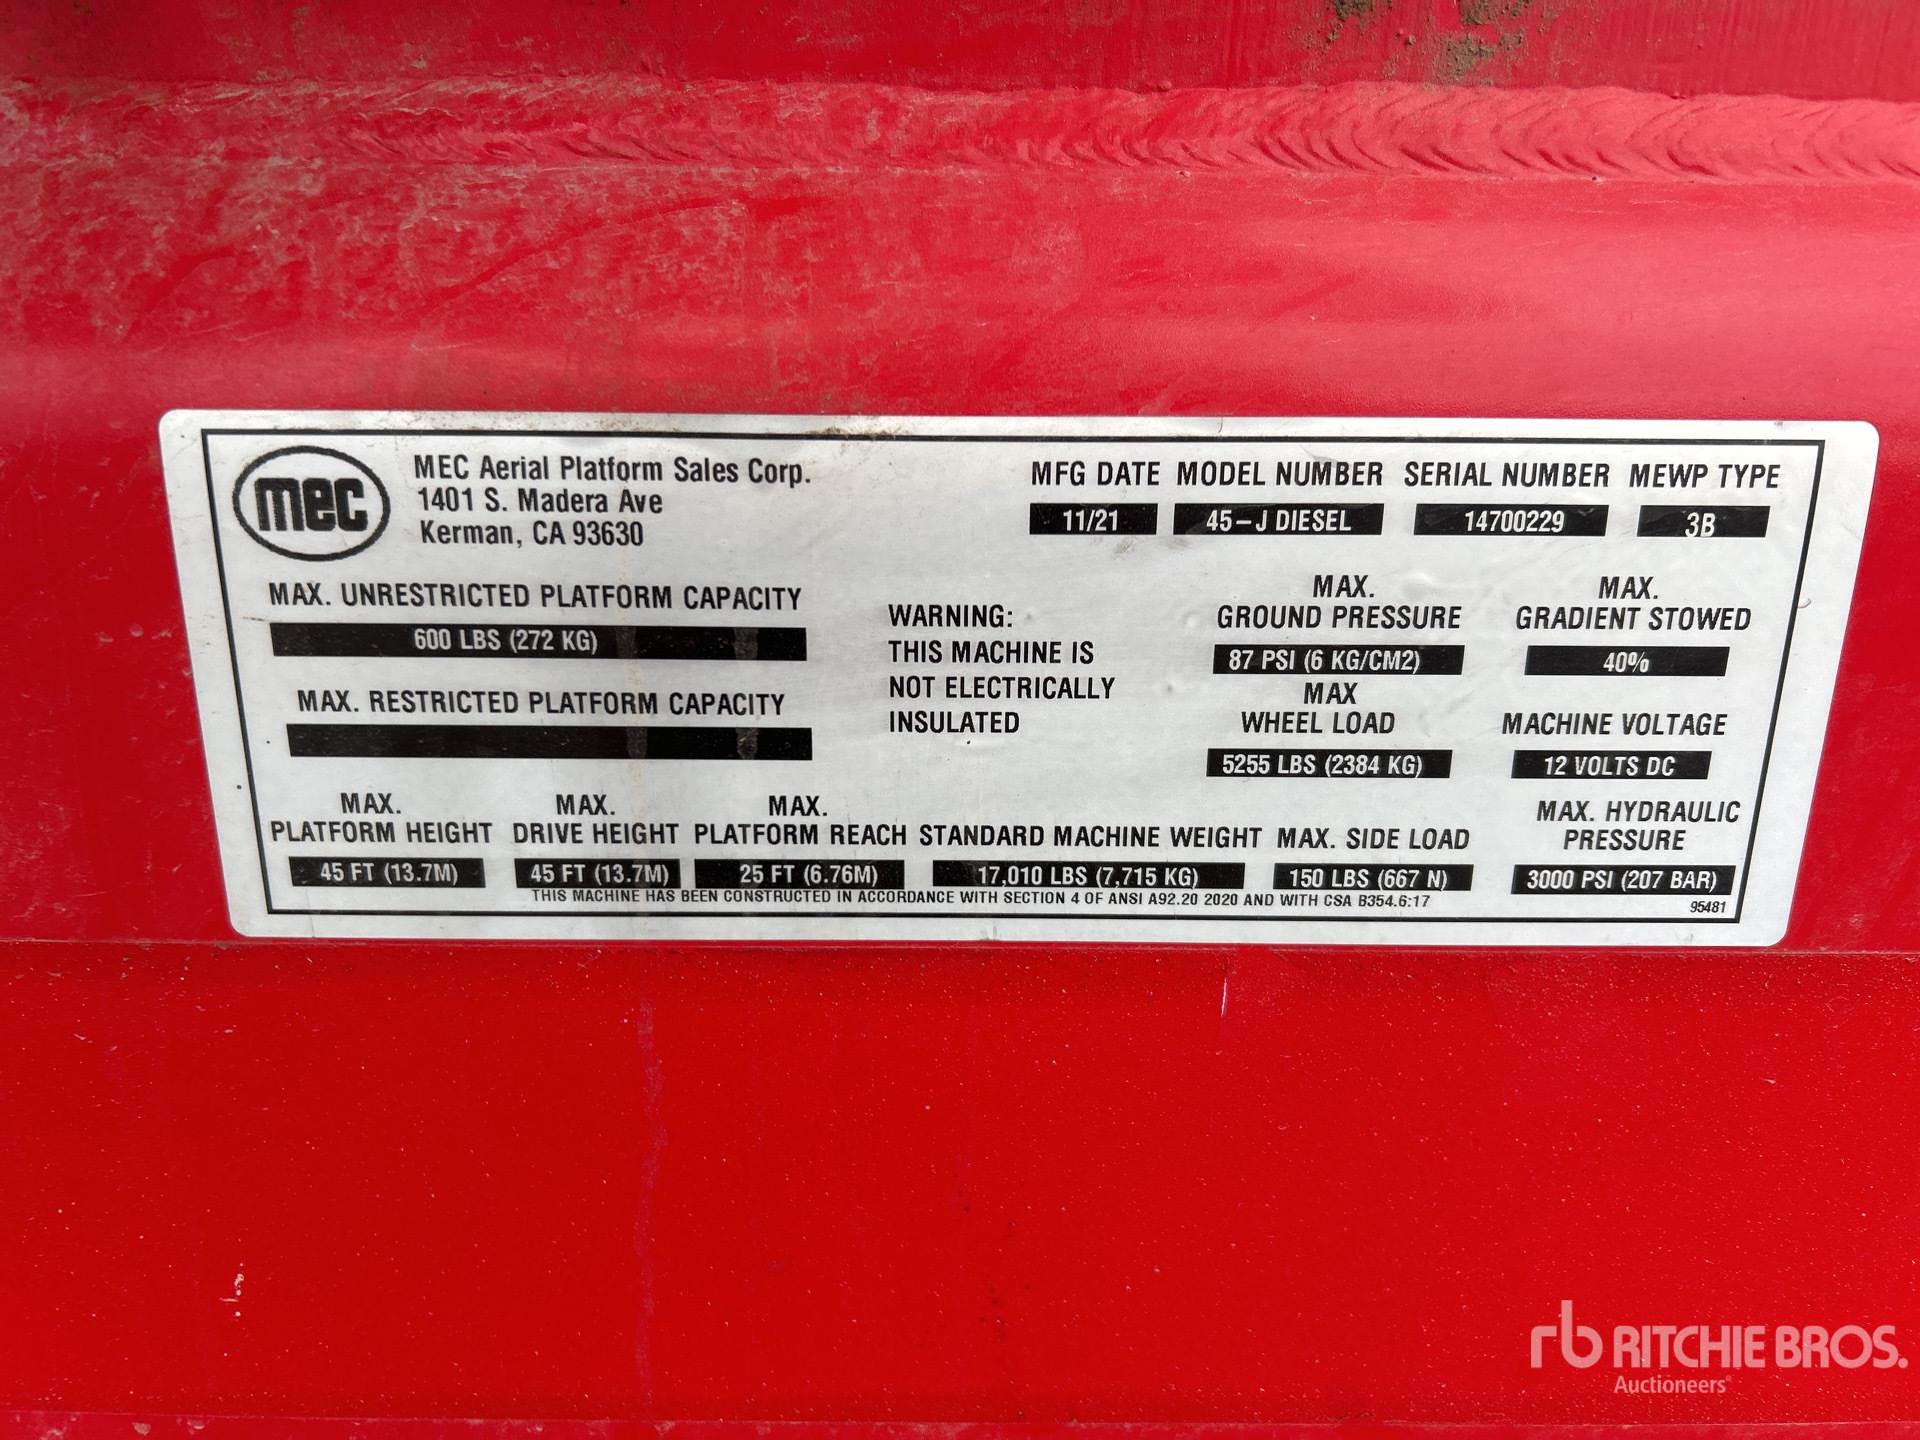 mec
MEC Aerial Platform Sales Corp.
1401 S. Madera Ave
Kerman, CA 93630
MFG DATE
11/21
MODEL NUMBER
45-J DIESEL
SERIAL NUMBER
14700229
MEWP TYPE
3B
MAX. UNRESTRICTED PLATFORM CAPACITY
600 LBS (272 KG)
MAX. RESTRICTED PLATFORM CAPACITY
WARNING:
THIS MACHINE IS
NOT ELECTRICALLY
INSULATED
MAX.
GROUND PRESSURE
87 PSI (6 KG/CM2)
MAX
WHEEL LOAD
5255 LBS (2384 KG)
MAX.
GRADIENT STOWED
40%
MACHINE VOLTAGE
12 VOLTS DC
MAX.
PLATFORM HEIGHT
45 FT (13.7M)
MAX.
DRIVE HEIGHT
45 FT (13.7M)
MAX.
PLATFORM REACH
25 FT (6.76M)
STANDARD MACHINE WEIGHT
17,010 LBS (7,715 KG)
MAX. SIDE LOAD
150 LBS (667 N)
MAX. HYDRAULIC
PRESSURE
3000 PSI (207 BAR)
THIS MACHINE HAS BEEN CONSTRUCTED IN ACCORDANCE WITH SECTION 4 OF ANSI A92.20 2020 AND WITH CSA B354.6:17
95481
rb RITCHIE BROS.
Auctioneers